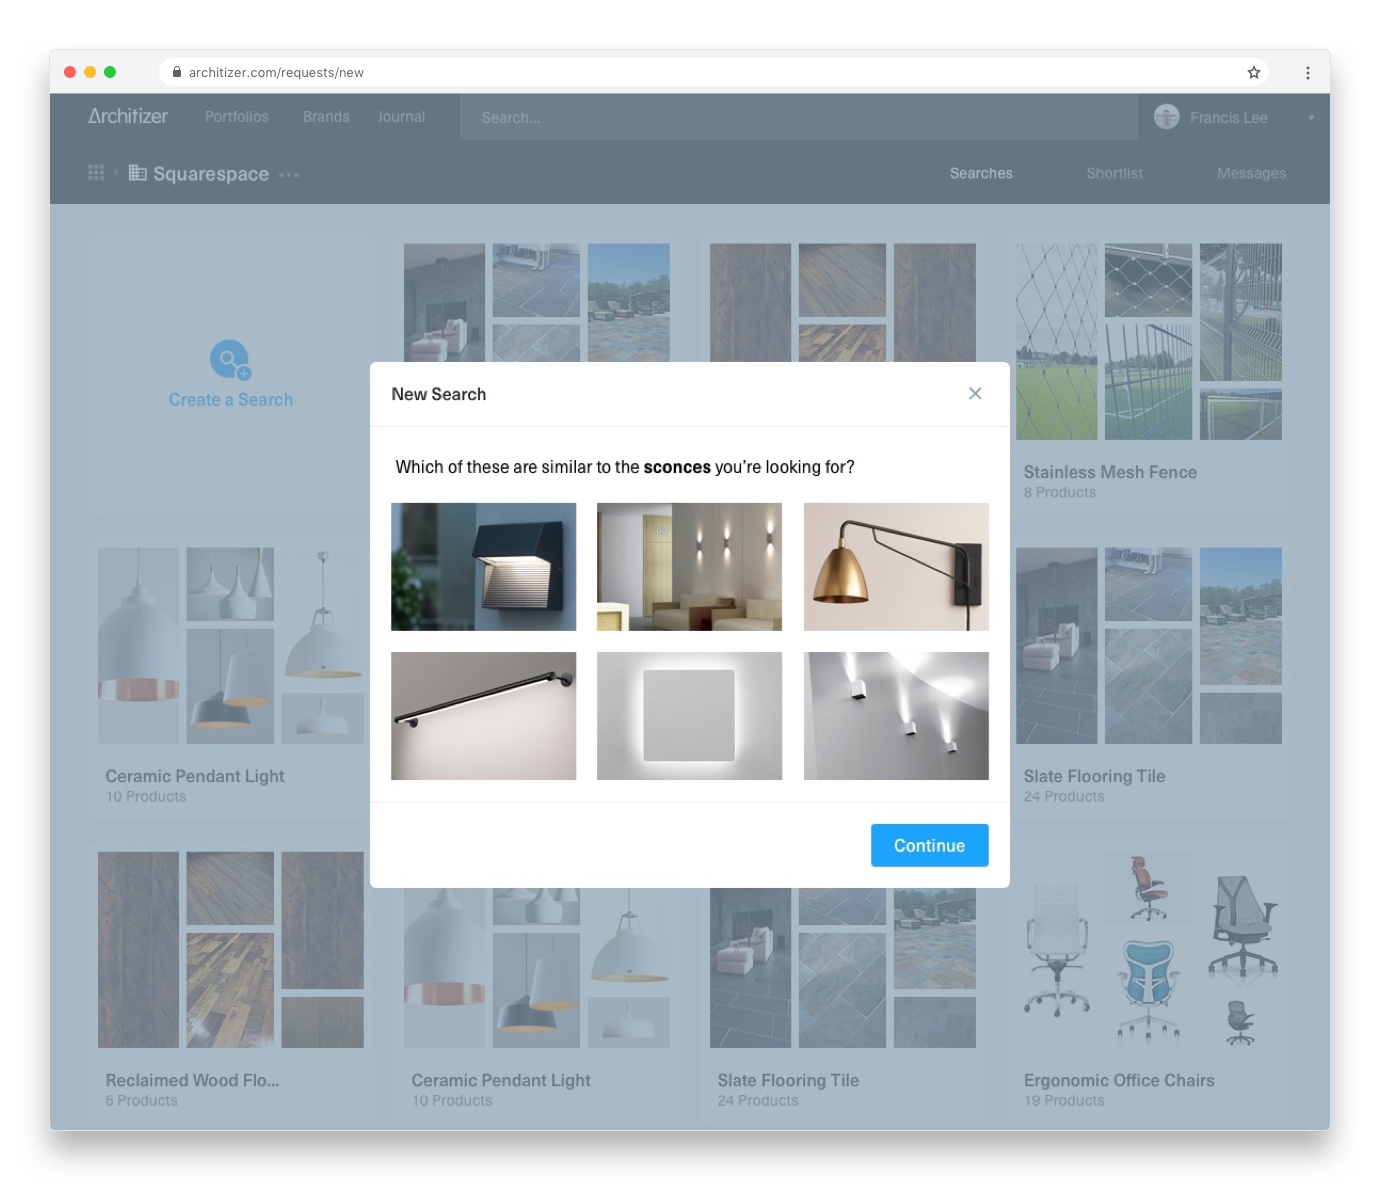 architizer.com/requests/new
Architizer Portfolios Brands Journal Search... Francis Lee
Squarespace Searches Shortlist Messages
Create a Search
Stainless Mesh Fence
8 Products
New Search
Which of these are similar to the sconces you're looking for?
Continue
Ceramic Pendant Light
10 Products
Slate Flooring Tile
24 Products
Reclaimed Wood Flo...
5 Products
Ceramic Pendant Light
10 Products
Slate Flooring Tile
24 Products
Ergonomic Office Chairs
19 Products